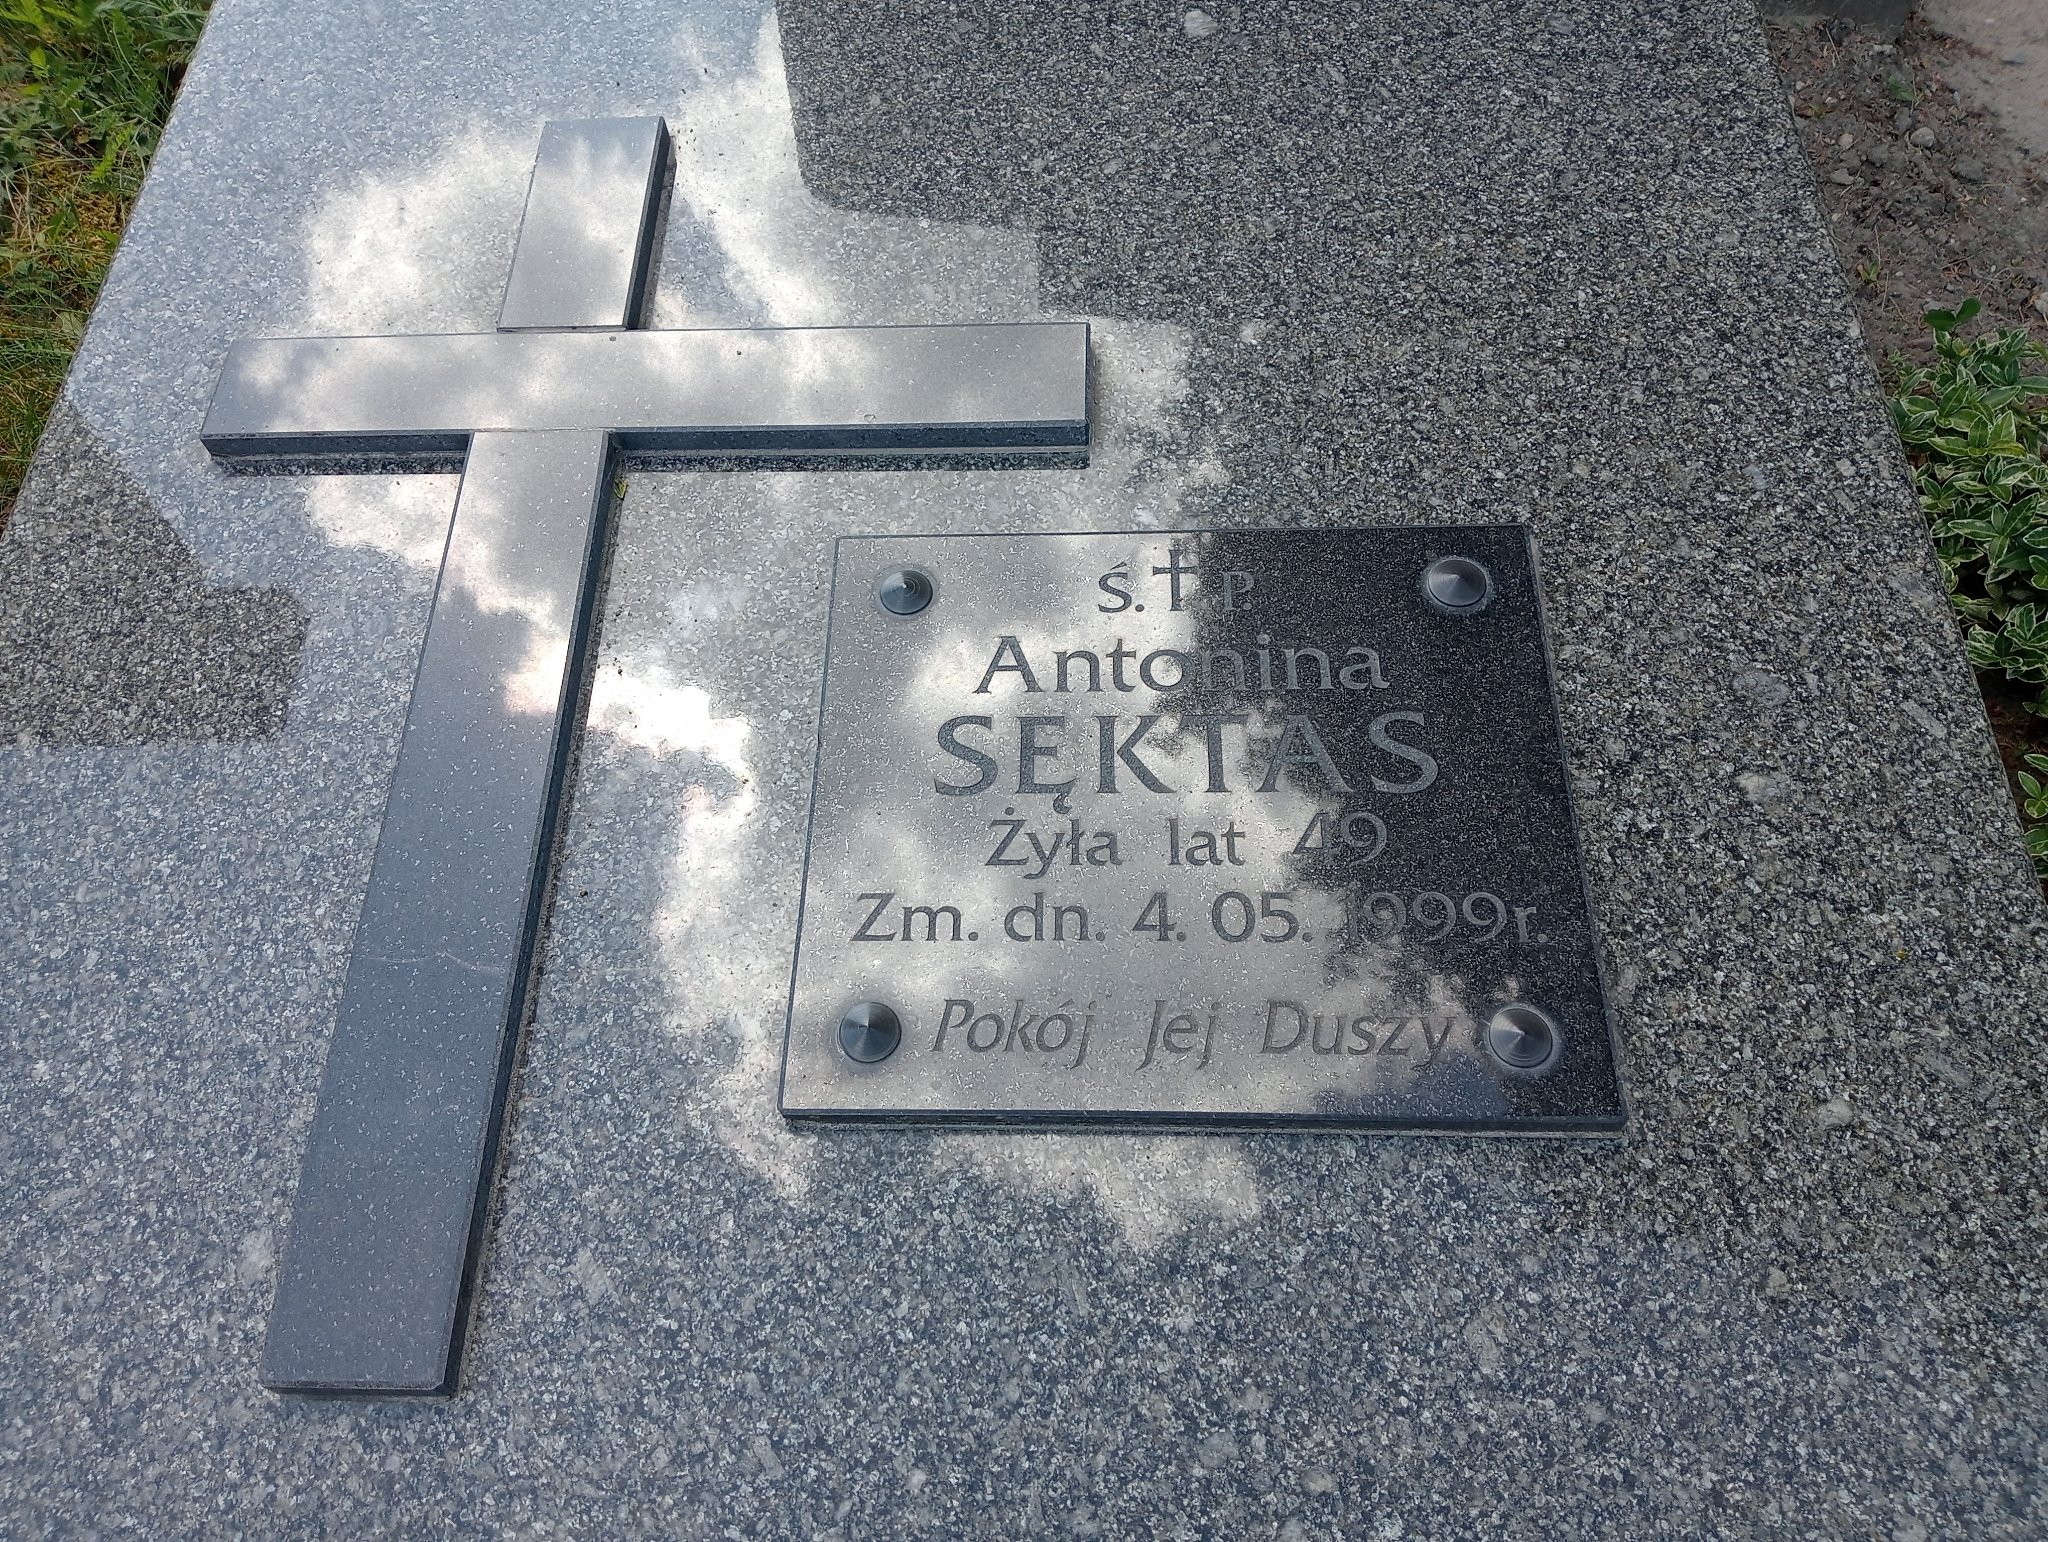 Ś. † P.
Antonina
SĘKTAS
Żyła lat 49
Zm. dn. 4. 05. 1999r.
Pokój Jej Duszy